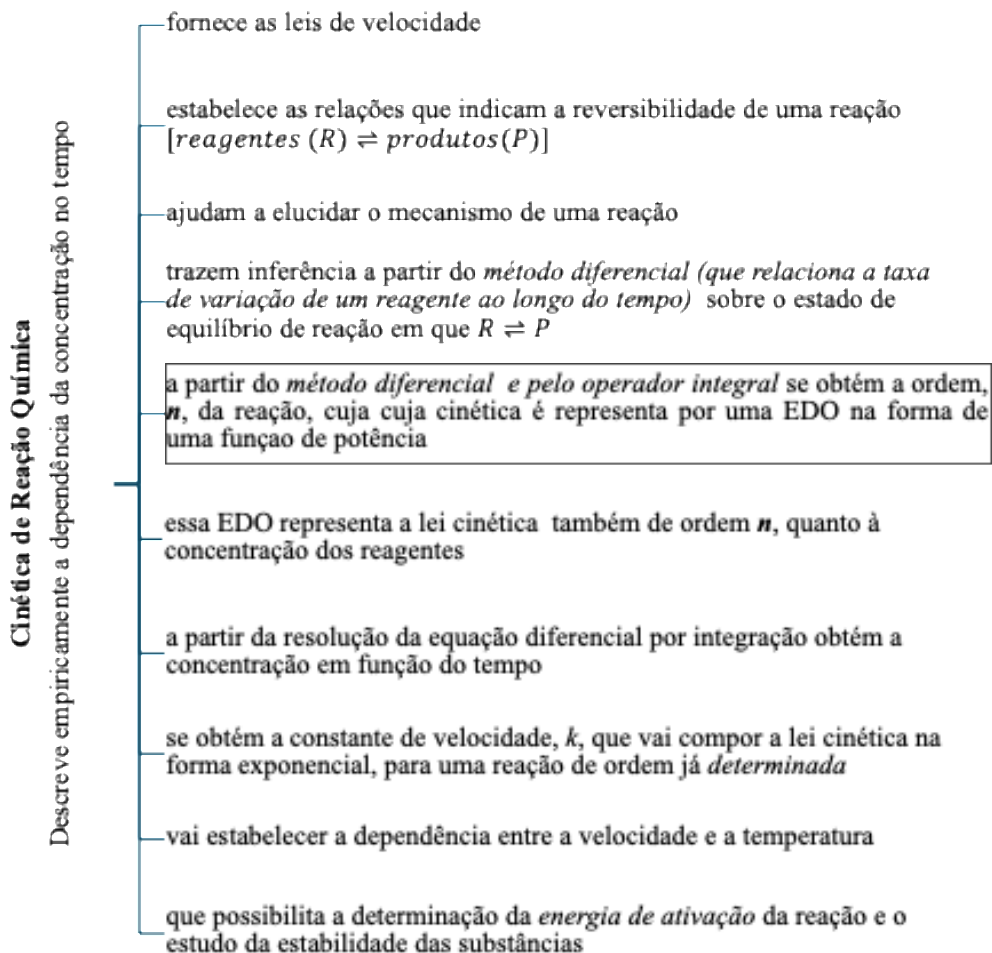 Cinética de Reação Química
Descreve empiricamente a dependência da concentração no tempo
fornece as leis de velocidade
estabelece as relações que indicam a reversibilidade de uma reação
[reagentes (R) ⇌ produtos(P)]
ajudam a elucidar o mecanismo de uma reação
trazem inferência a partir do método diferencial (que relaciona a taxa
de variação de um reagente ao longo do tempo) sobre o estado de
equilíbrio de reação em que R ⇌ P
a partir do método diferencial e pelo operador integral se obtém a ordem,
n, da reação, cuja cuja cinética é representa por uma EDO na forma de
uma funçao de potência
essa EDO representa a lei cinética também de ordem n, quanto à
concentração dos reagentes
a partir da resolução da equação diferencial por integração obtém a
concentração em função do tempo
se obtém a constante de velocidade, k, que vai compor a lei cinética na
forma exponencial, para uma reação de ordem já determinada
vai estabelecer a dependência entre a velocidade e a temperatura
que possibilita a determinação da energia de ativação da reação e o
estudo da estabilidade das substâncias